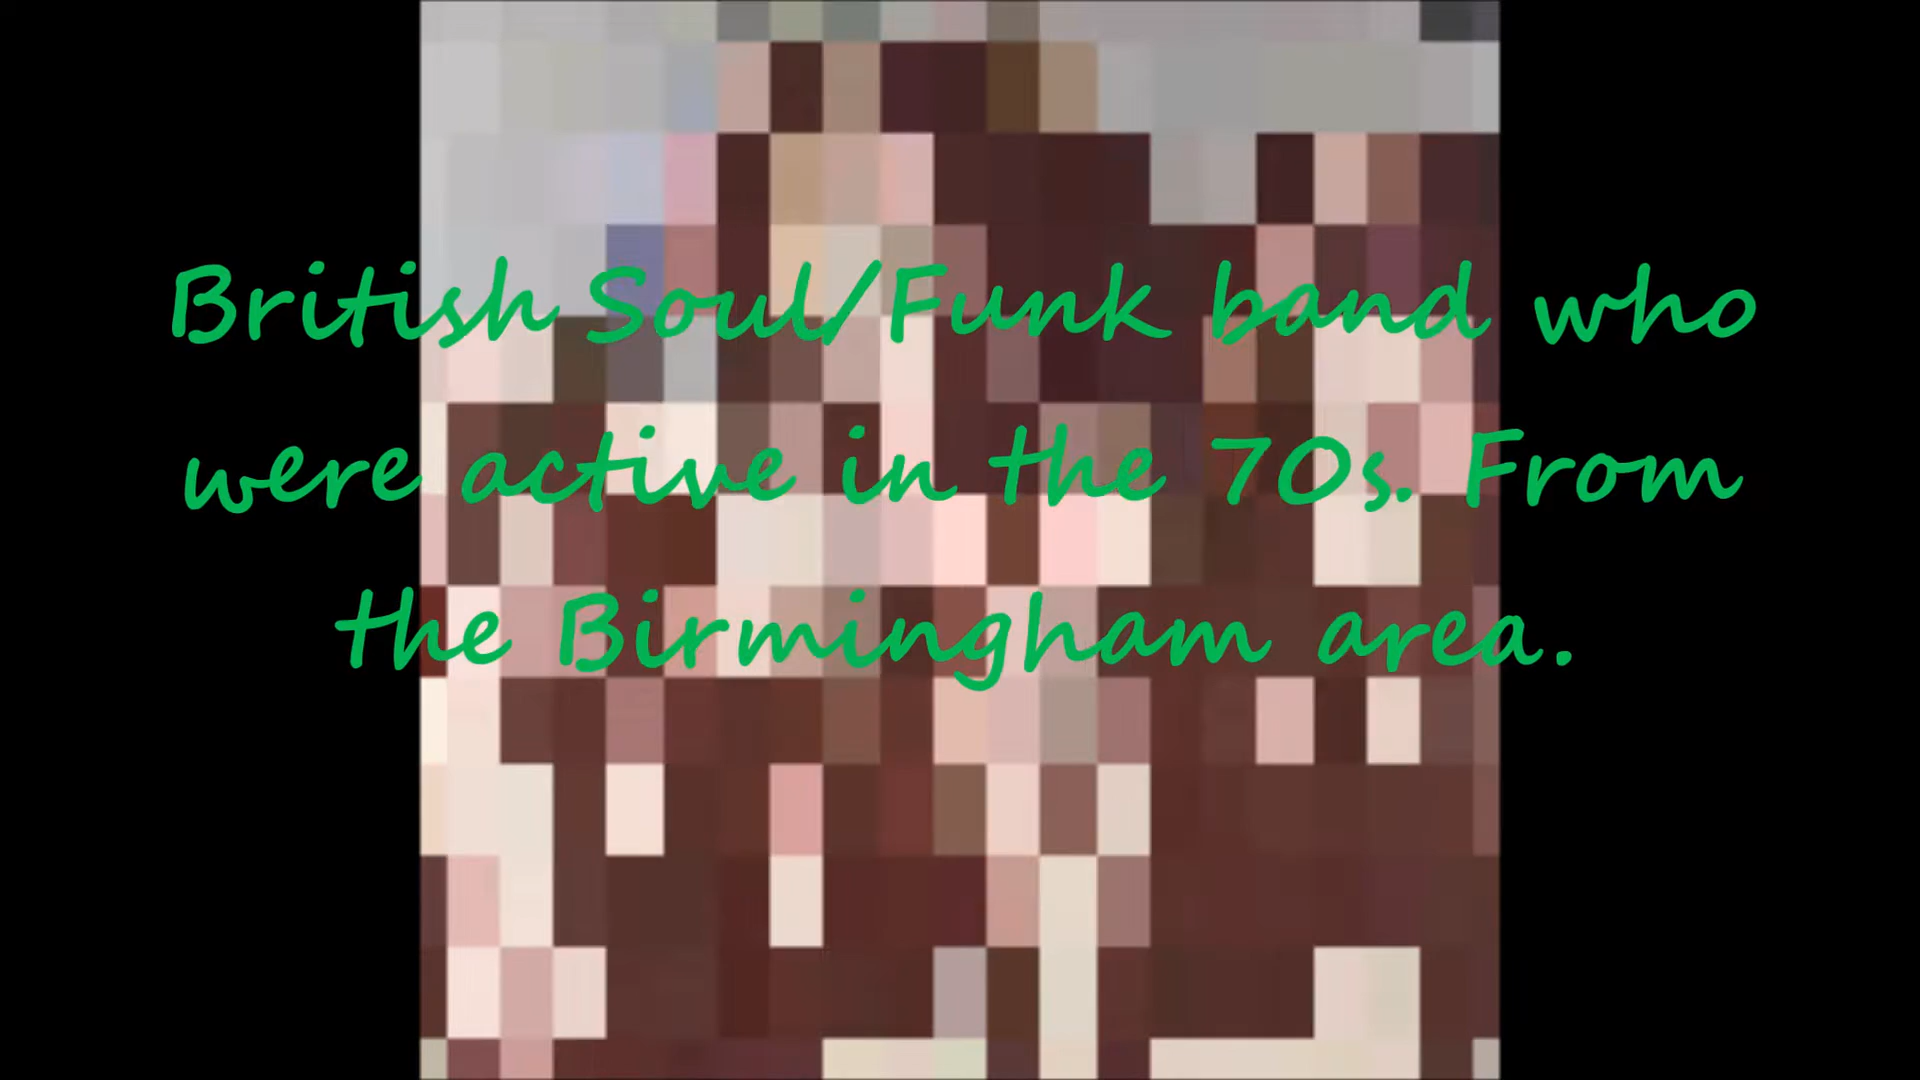 British Soul/Funk band who
were active in the 70s. From
the Birmingham area.